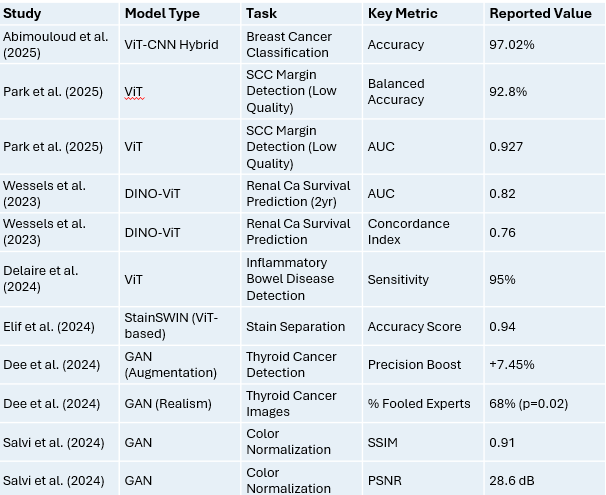 Study Model Type Task Key Metric Reported Value
Abimouloud et al. (2025) ViT-CNN Hybrid Breast Cancer Classification Accuracy 97.02%
Park et al. (2025) ViT SCC Margin Detection (Low Quality) Balanced Accuracy 92.8%
Park et al. (2025) ViT SCC Margin Detection (Low Quality) AUC 0.927
Wessels et al. (2023) DINO-ViT Renal Ca Survival Prediction (2yr) AUC 0.82
Wessels et al. (2023) DINO-ViT Renal Ca Survival Prediction Concordance Index 0.76
Delaire et al. (2024) ViT Inflammatory Bowel Disease Detection Sensitivity 95%
Elif et al. (2024) StainSWIN (ViT-based) Stain Separation Accuracy Score 0.94
Dee et al. (2024) GAN (Augmentation) Thyroid Cancer Detection Precision Boost +7.45%
Dee et al. (2024) GAN (Realism) Thyroid Cancer Images % Fooled Experts 68% (p=0.02)
Salvi et al. (2024) GAN Color Normalization SSIM 0.91
Salvi et al. (2024) GAN Color Normalization PSNR 28.6 dB